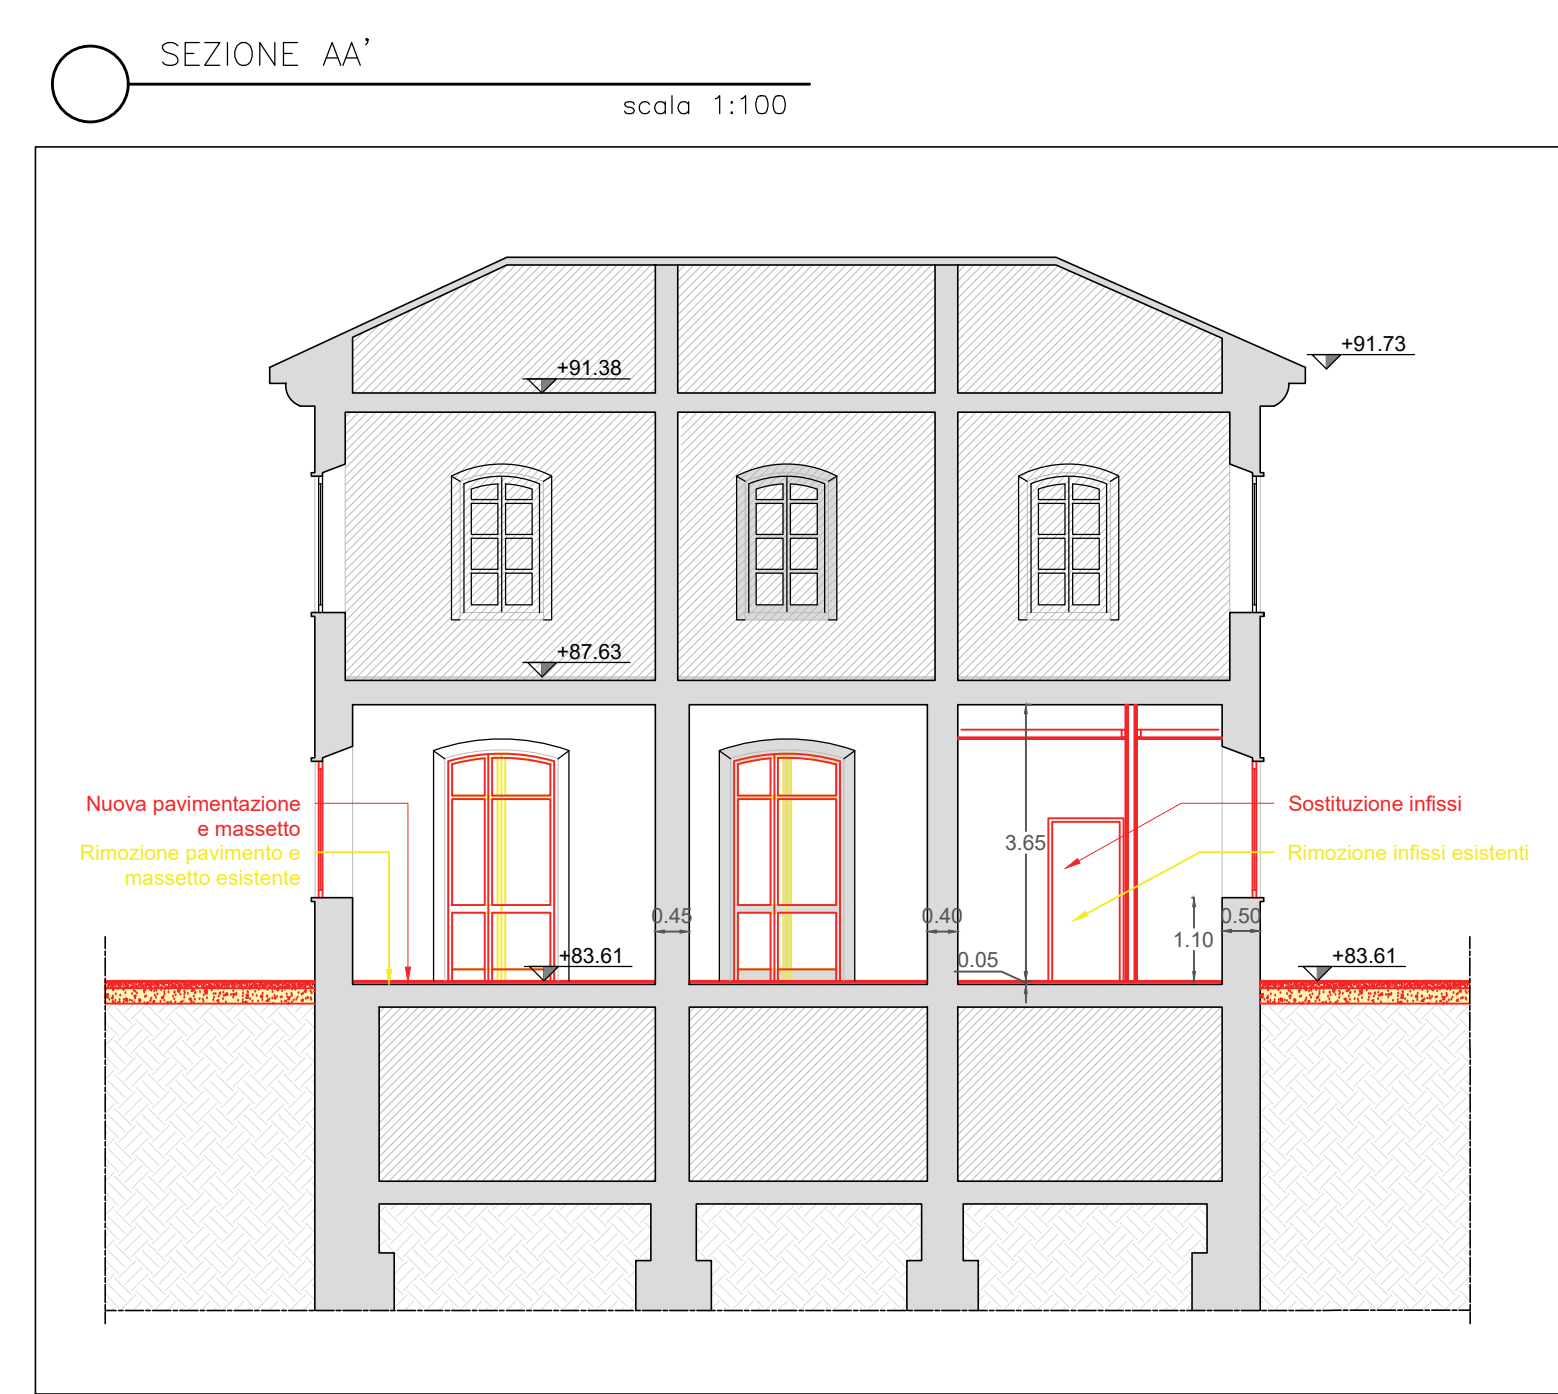 SEZIONE AA'
scala 1:100
+91.73
+91.38
+87.63
Nuova pavimentazione
e massetto
Rimozione pavimento e
massetto esistente
Sostituzione infissi
Rimozione infissi esistenti
3.65
0.45
0.40
0.50
1.10
0.05
+83.61
+83.61